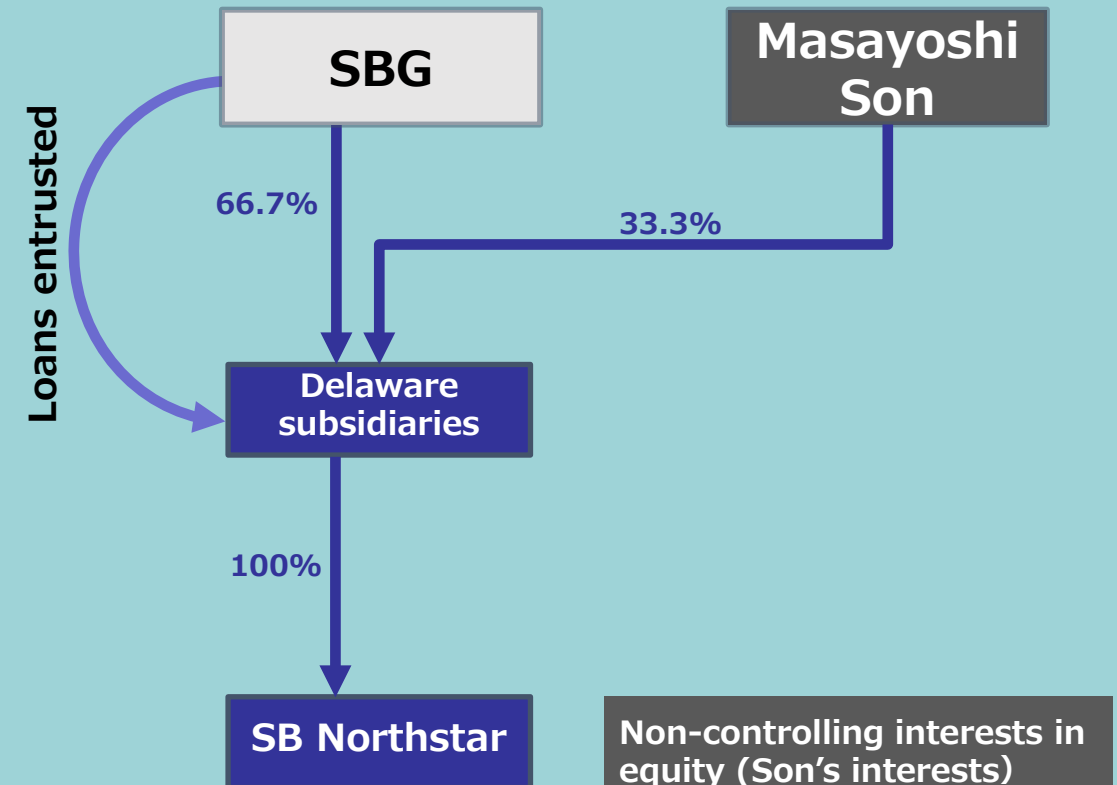 SBG
Masayoshi
Son
Loans entrusted
66.7%
33.3%
Delaware
subsidiaries
100%
SB Northstar
Non-controlling interests in
equity (Son’s interests)